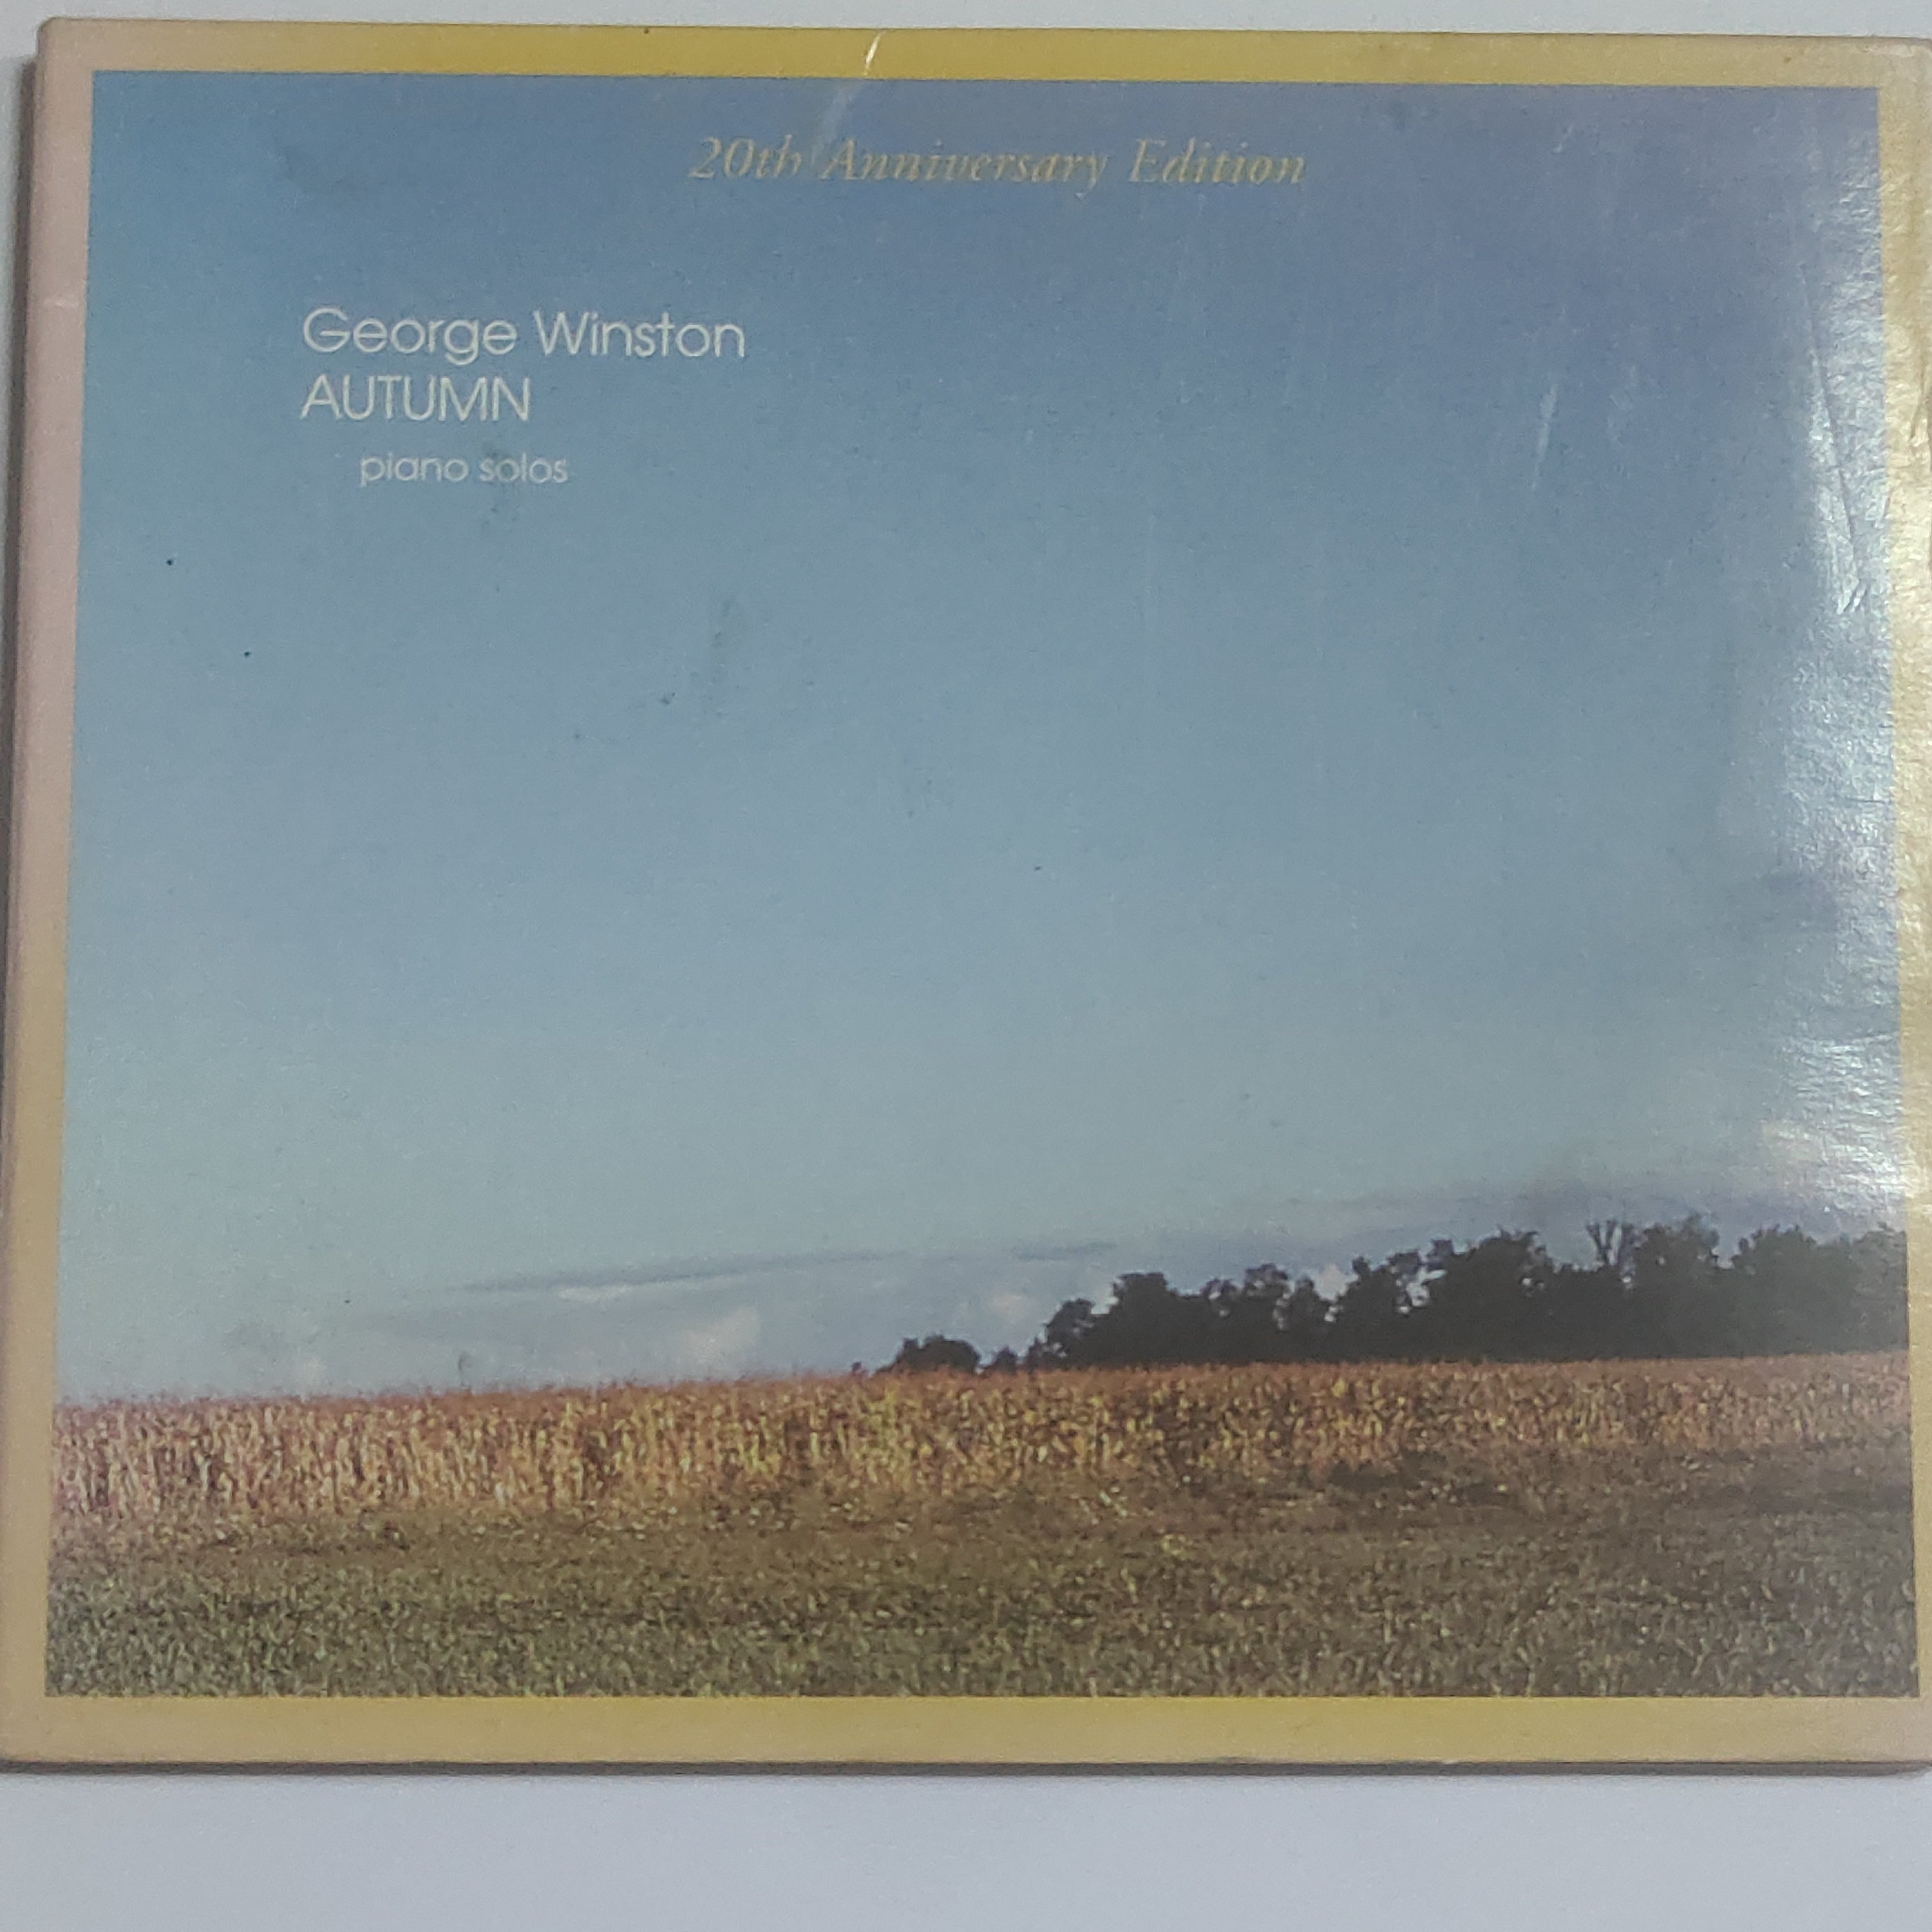 20th Anniversary Edition
George Winston
AUTUMN
piano solos